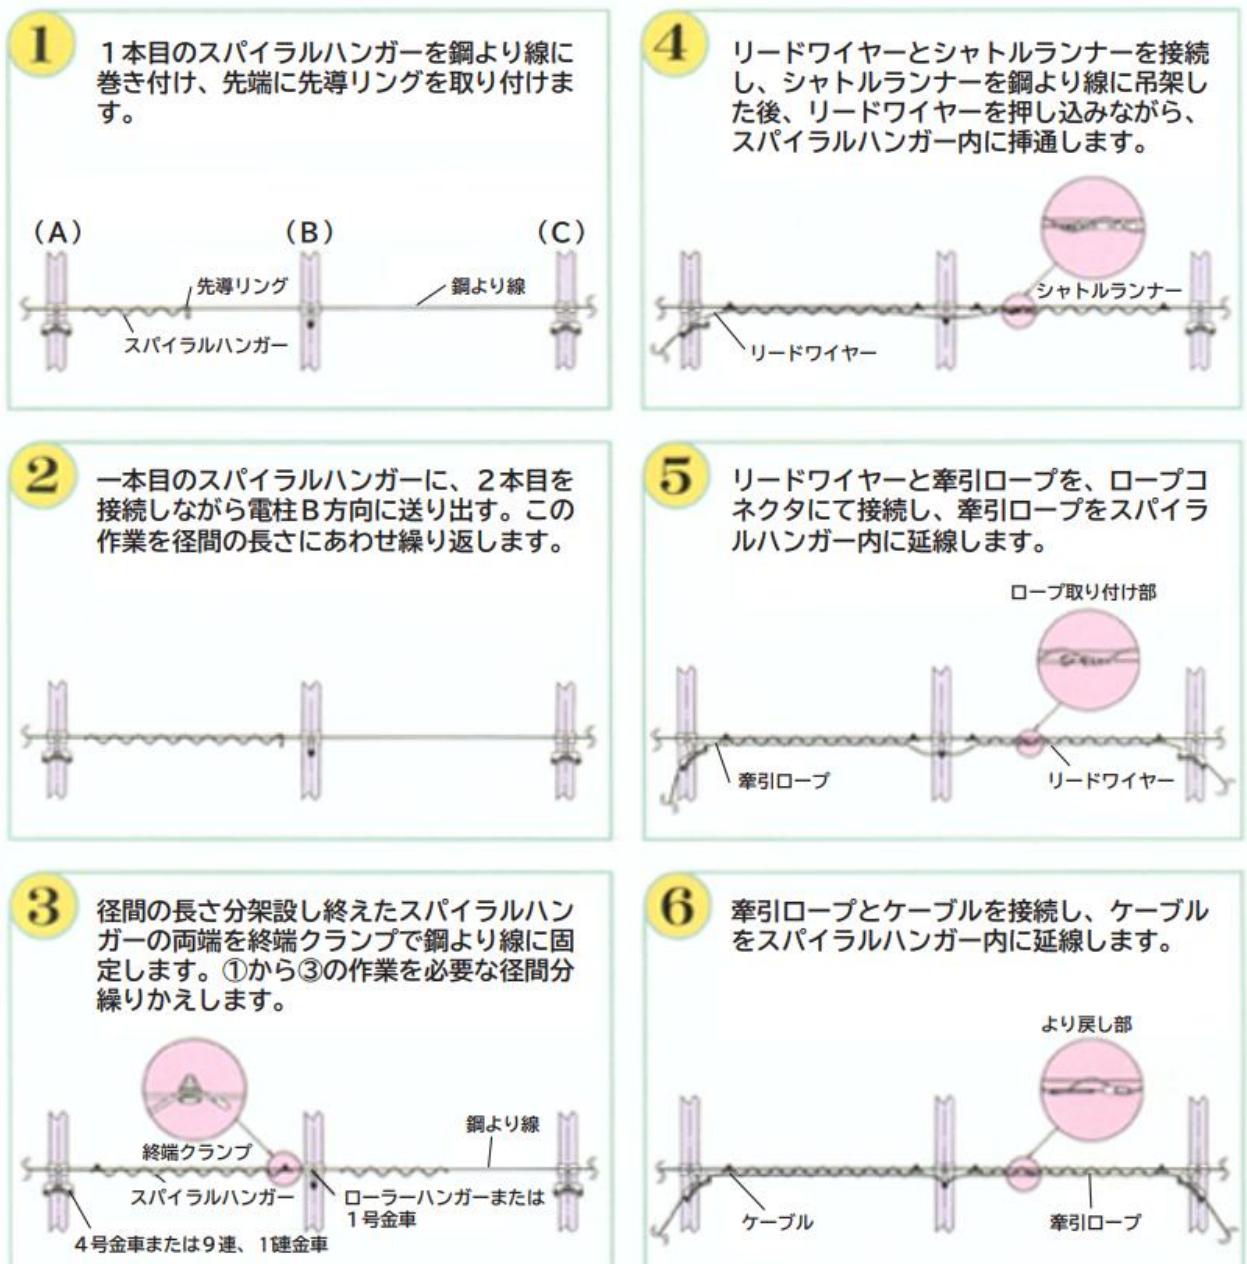 1
1本目のスパイラルハンガーを鋼より線に
巻き付け、先端に先導リングを取り付けま
す。
(A)
(B)
(C)
先導リング
鋼より線
スパイラルハンガー
2
一本目のスパイラルハンガーに、2本目を
接続しながら電柱B方向に送り出す。この
作業を径間の長さにあわせ繰り返します。
3
径間の長さ分架設し終えたスパイラルハン
ガーの両端を終端クランプで鋼より線に固
定します。①から③の作業を必要な径間分
繰りかえします。
鋼より線
終端クランプ
スパイラルハンガー
ローラーハンガーまたは
1号金車
4号金車または9連、11連金車
4
リードワイヤーとシャトルランナーを接続
し、シャトルランナーを鋼より線に吊架し
た後、リードワイヤーを押し込みながら、
スパイラルハンガー内に挿通します。
シャトルランナー
リードワイヤー
5
リードワイヤーと牽引ロープを、ロープコ
ネクタにて接続し、牽引ロープをスパイラ
ルハンガー内に延線します。
ロープ取り付け部
牽引ロープ
リードワイヤー
6
牽引ロープとケーブルを接続し、ケーブル
をスパイラルハンガー内に延線します。
より戻し部
ケーブル
牽引ロープ